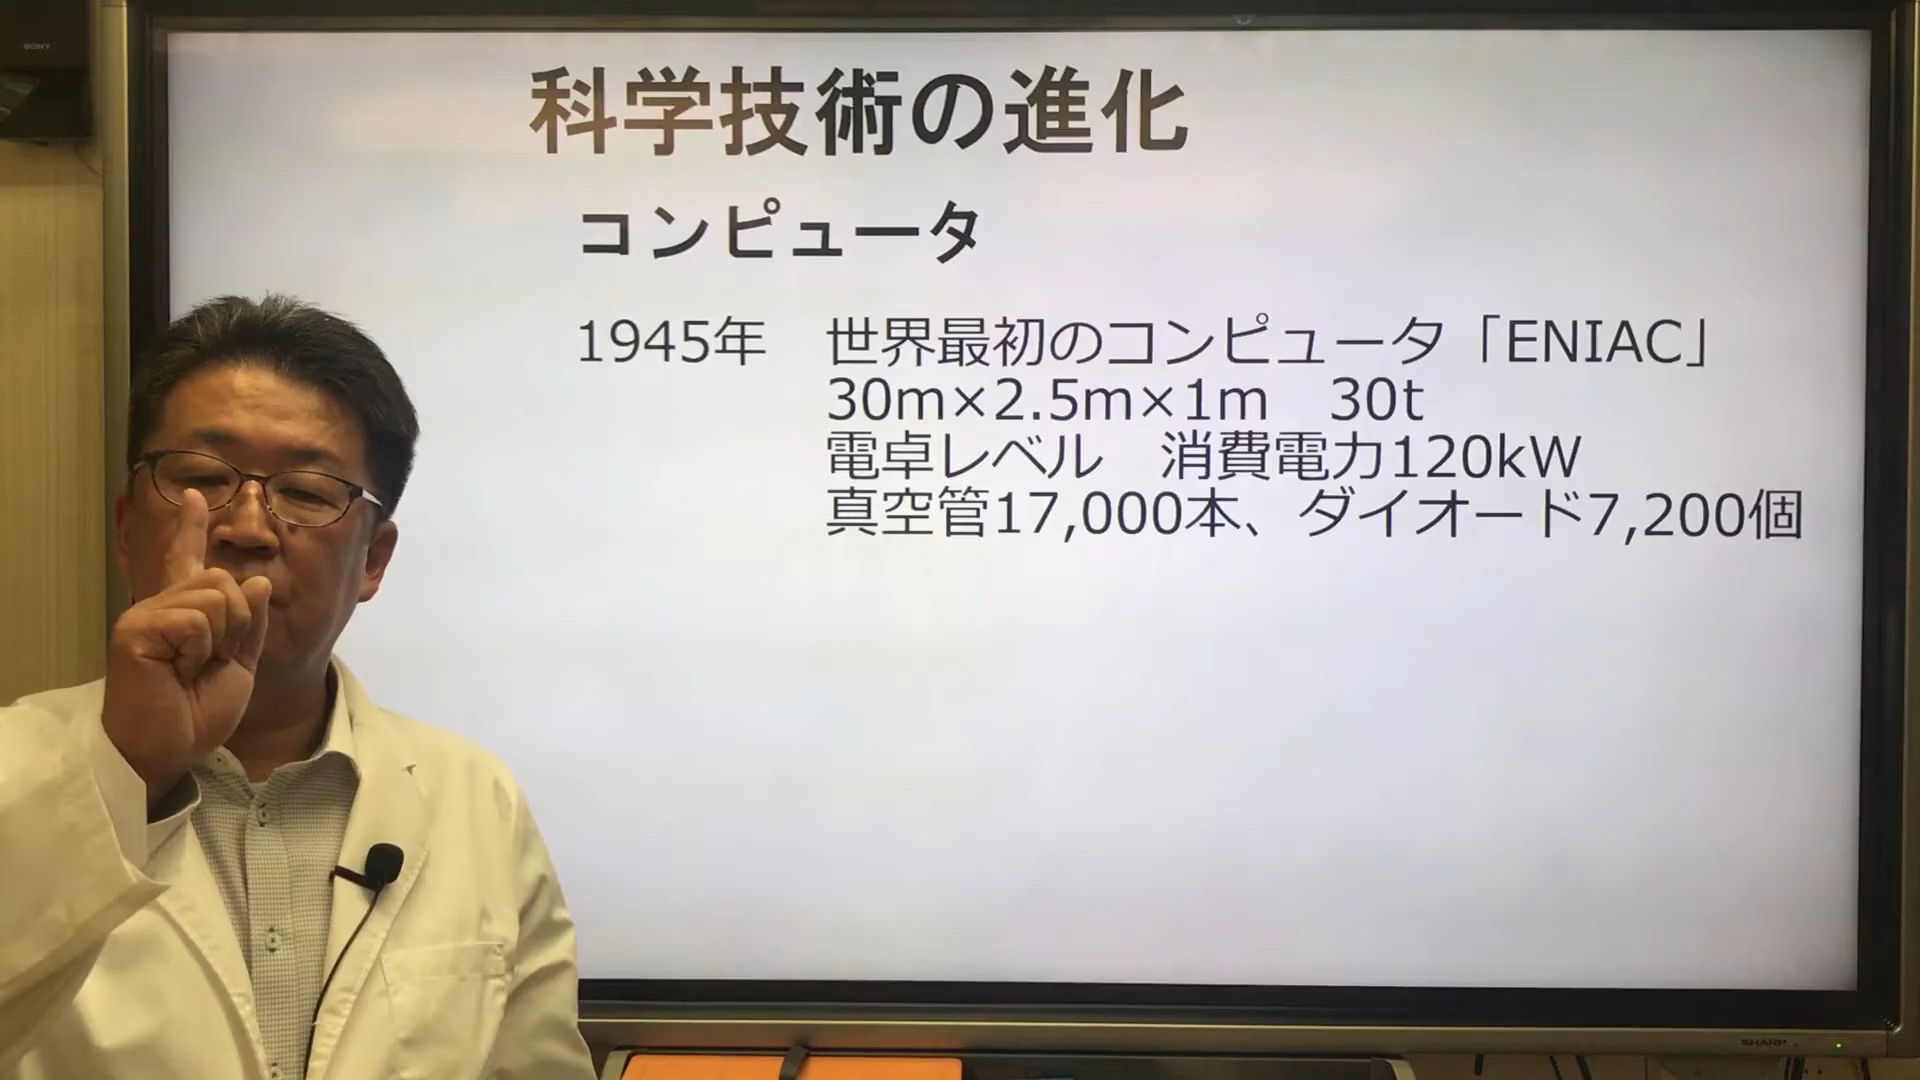 SONY
科学技術の進化
コンピュータ
1945年　世界最初のコンピュータ「ENIAC」
30m×2.5m×1m　30t
電卓レベル　消費電力120kW
真空管17,000本、ダイオード7,200個
SHARP